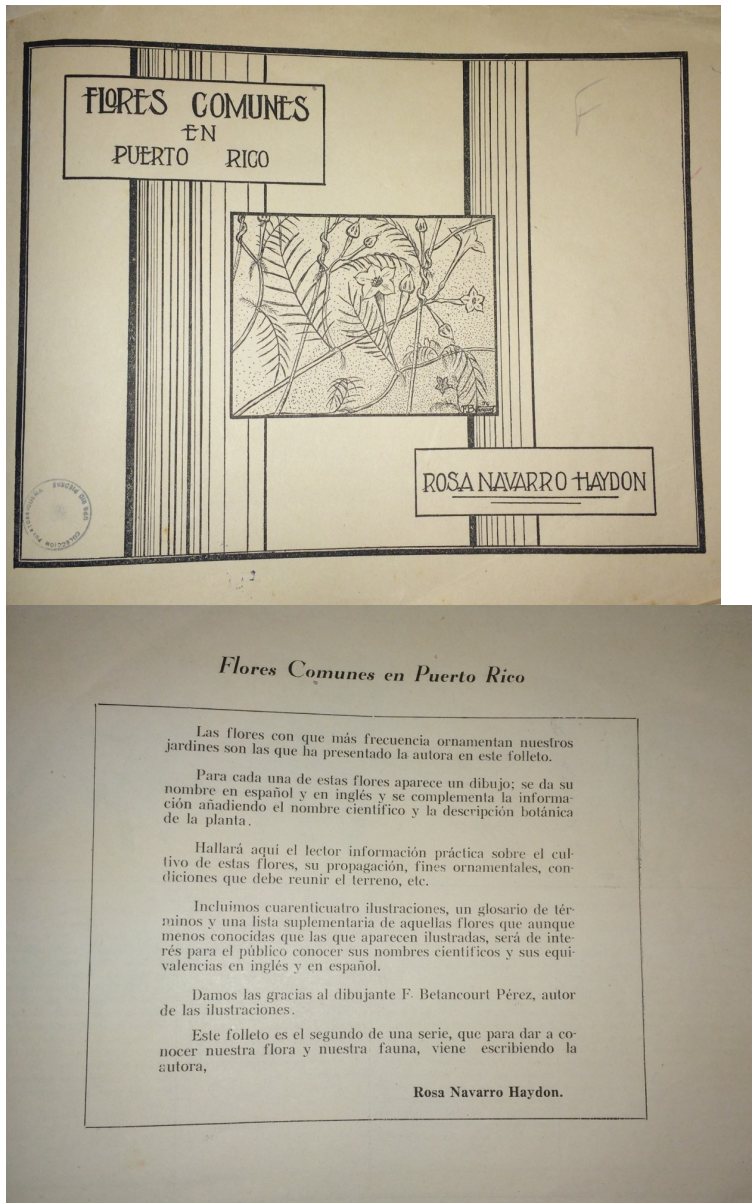 FLORES COMUNES
EN
PUERTO RICO
F
ROSA NAVARRO HAYDON
Flores Comunes en Puerto Rico
Las flores con que más frecuencia ornamentan nuestros
jardines son las que ha presentado la autora en este folleto.
Para cada una de estas flores aparece un dibujo; se da su
nombre en español y en inglés y se complementa la informa-
ción añadiendo el nombre científico y la descripción botánica
de la planta.
Hallará aquí el lector información práctica sobre el cul-
tivo de estas flores, su propagación, fines ornamentales, con-
diciones que debe reunir el terreno, etc.
Incluimos cuarenticuatro ilustraciones, un glosario de tér-
minos y una lista suplementaria de aquellas flores que aunque
menos conocidas que las que aparecen ilustradas, será de inte-
rés para el público conocer sus nombres científicos y sus equi-
valencias en inglés y en español.
Damos las gracias al dibujante F. Betancourt Pérez, autor
de las ilustraciones.
Este folleto es el segundo de una serie, que para dar a co-
nocer nuestra flora y nuestra fauna, viene escribiendo la
autora,
Rosa Navarro Haydon.